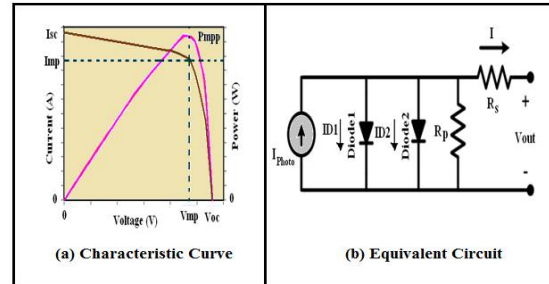 Isc
Imp
Pmpp
Current (A)
Power (W)
0
0
0
Voltage (V)
Vmp
Voc
(a) Characteristic Curve
I
Rs
+
ID1
Diode1
ID2
Diode2
Rp
Vout
IPhoto
-
(b) Equivalent Circuit